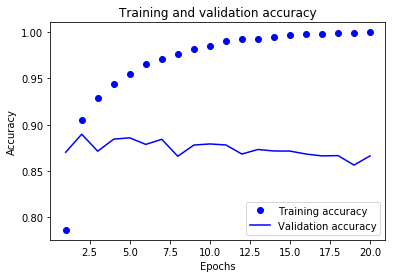 Training and validation accuracy
Accuracy
1.00
0.95
0.90
0.85
0.80
Training accuracy
Validation accuracy
2.5 5.0 7.5 10.0 12.5 15.0 17.5 20.0
Epochs